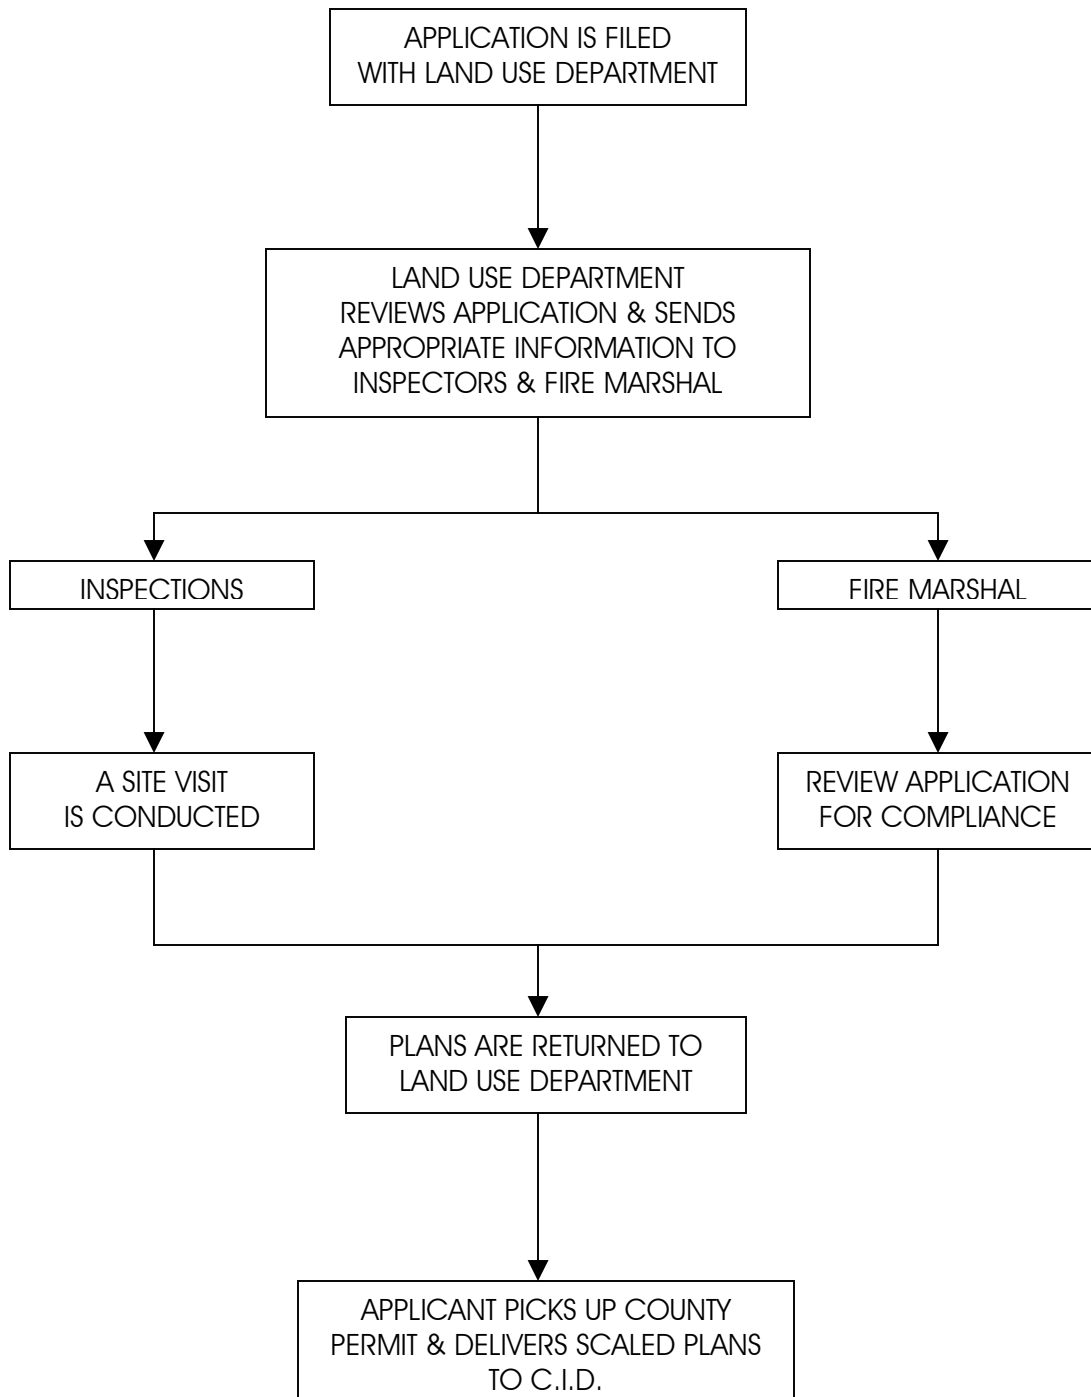 APPLICATION IS FILED
WITH LAND USE DEPARTMENT
LAND USE DEPARTMENT
REVIEWS APPLICATION & SENDS
APPROPRIATE INFORMATION TO
INSPECTORS & FIRE MARSHAL
INSPECTIONS
FIRE MARSHAL
A SITE VISIT
IS CONDUCTED
REVIEW APPLICATION
FOR COMPLIANCE
PLANS ARE RETURNED TO
LAND USE DEPARTMENT
APPLICANT PICKS UP COUNTY
PERMIT & DELIVERS SCALED PLANS
TO C.I.D.